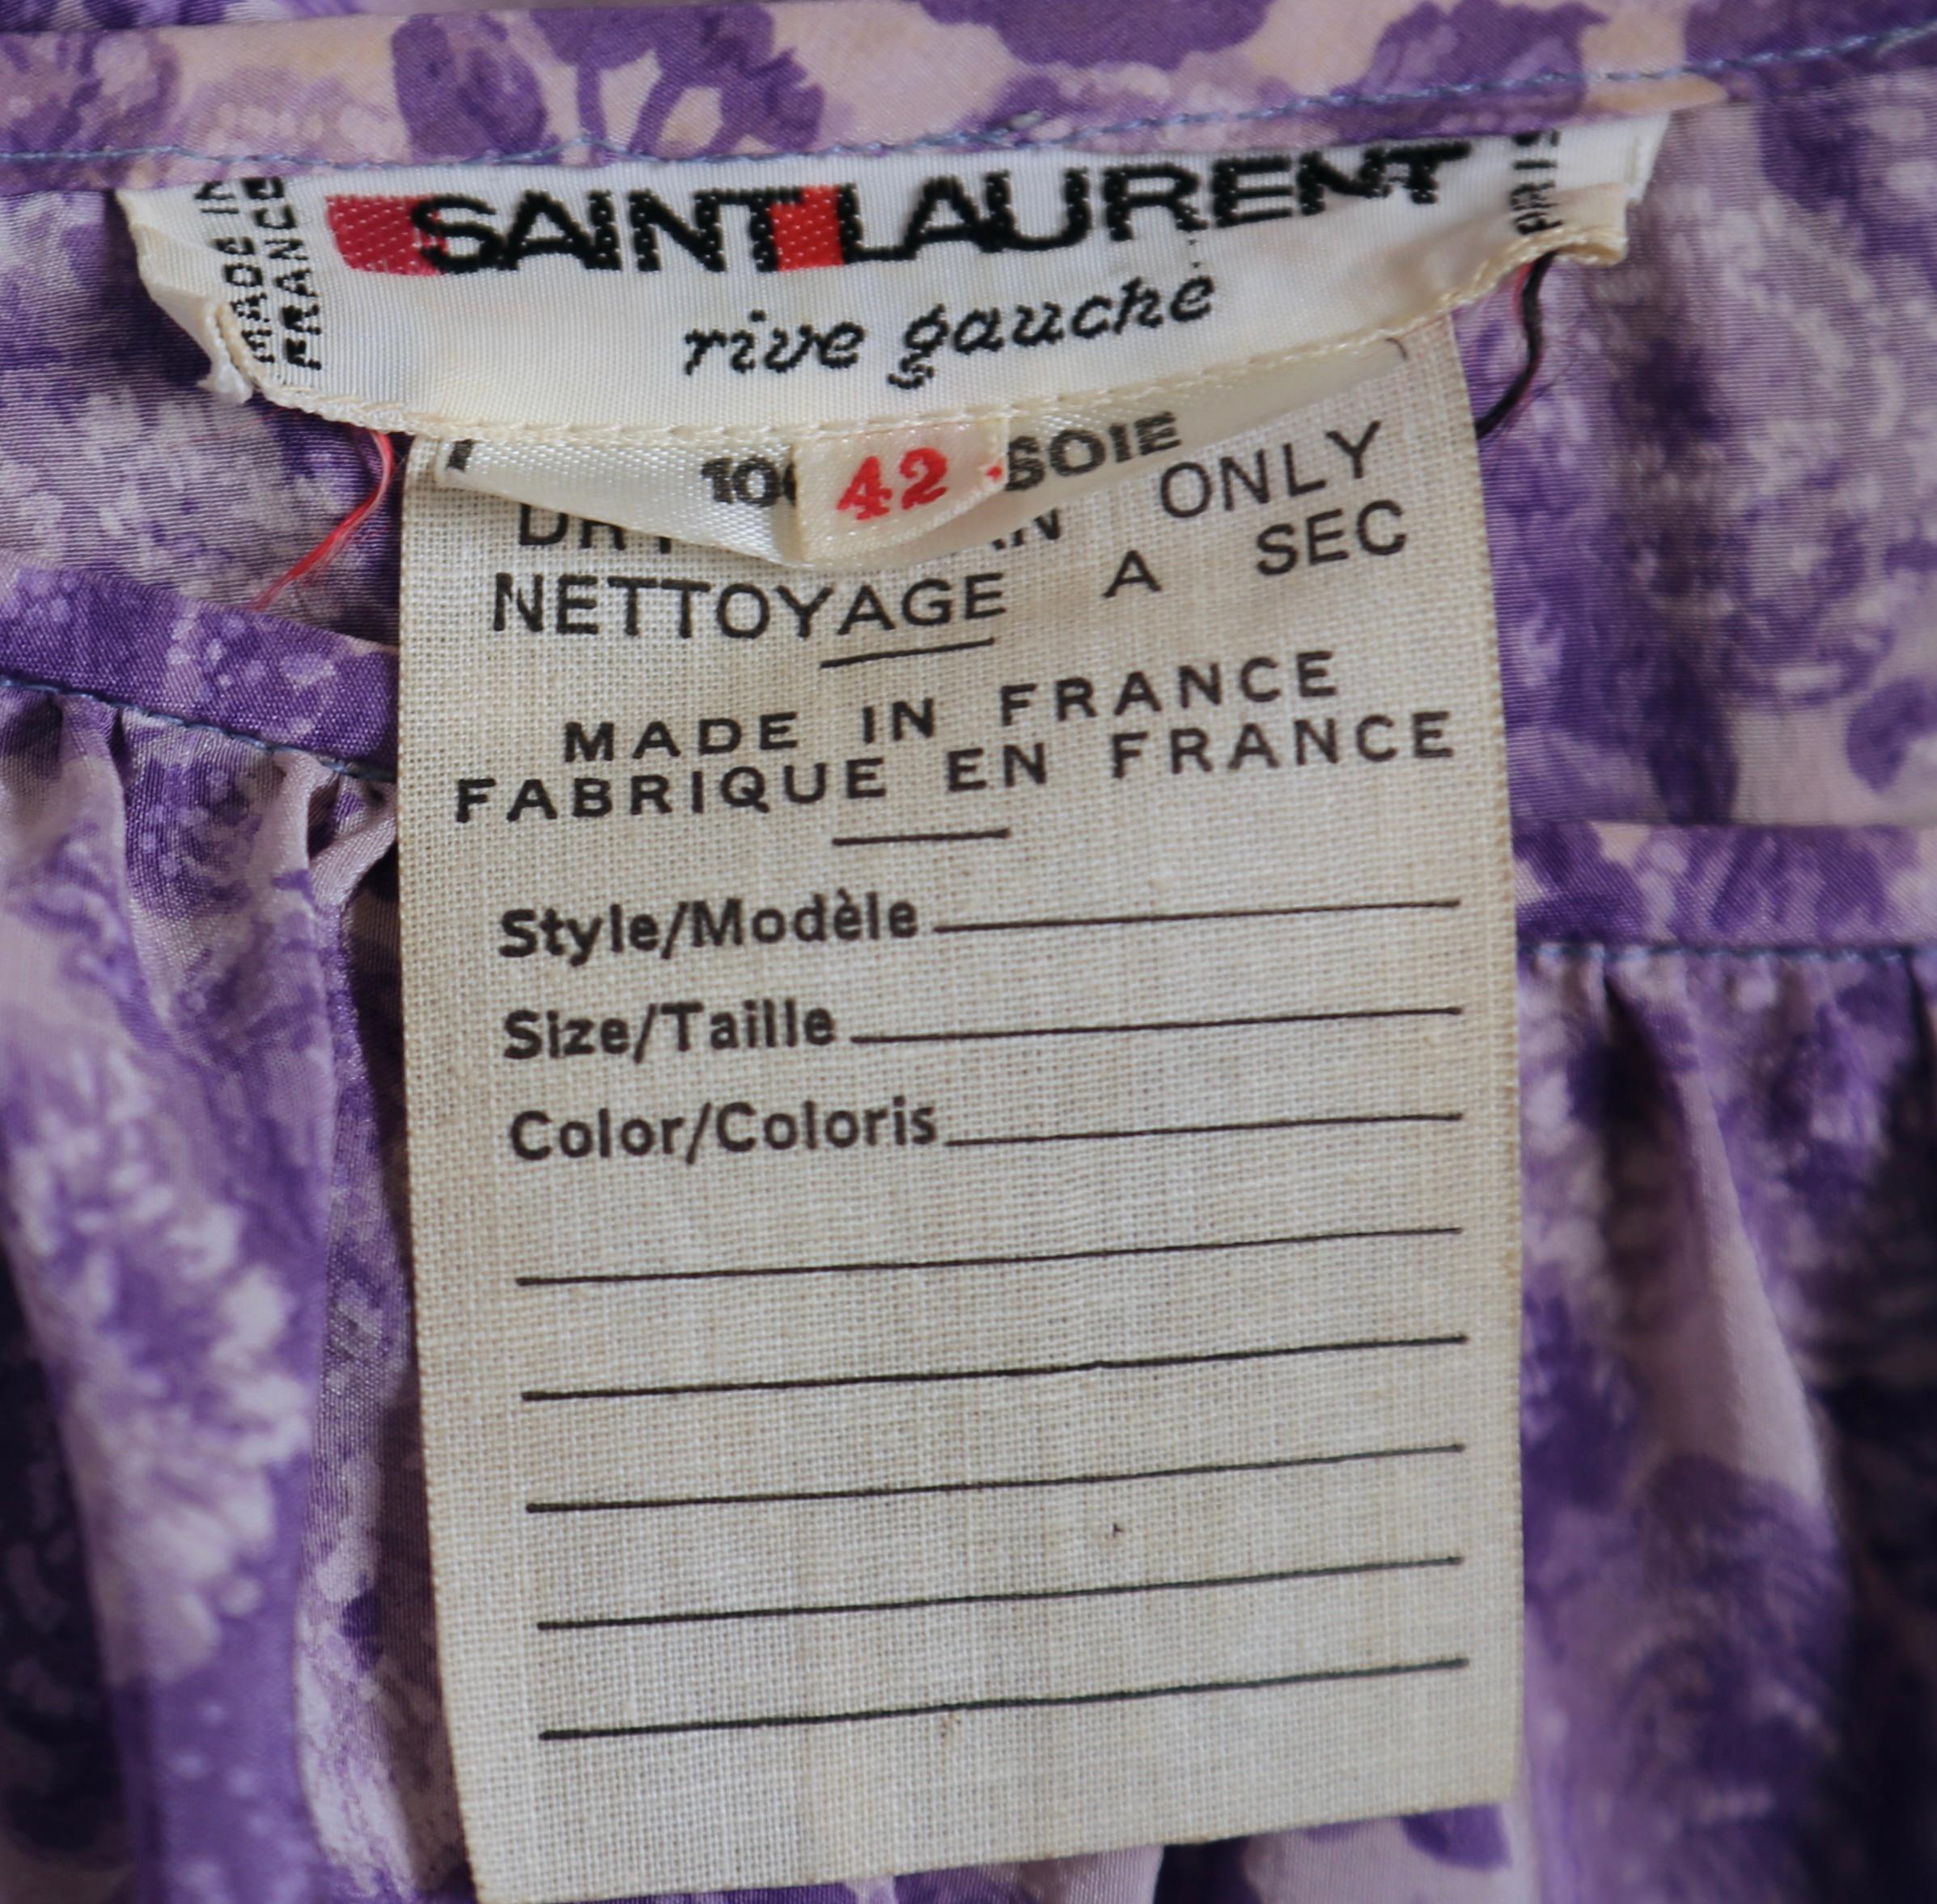 MADE IN
FRANCE
SAINT LAURENT
PARIS
rive gauche
42
SOIE
ONLY
NETTOYAGE A SEC
MADE IN FRANCE
FABRIQUE EN FRANCE
Style/Modèle
Size/Taille
Color/Coloris